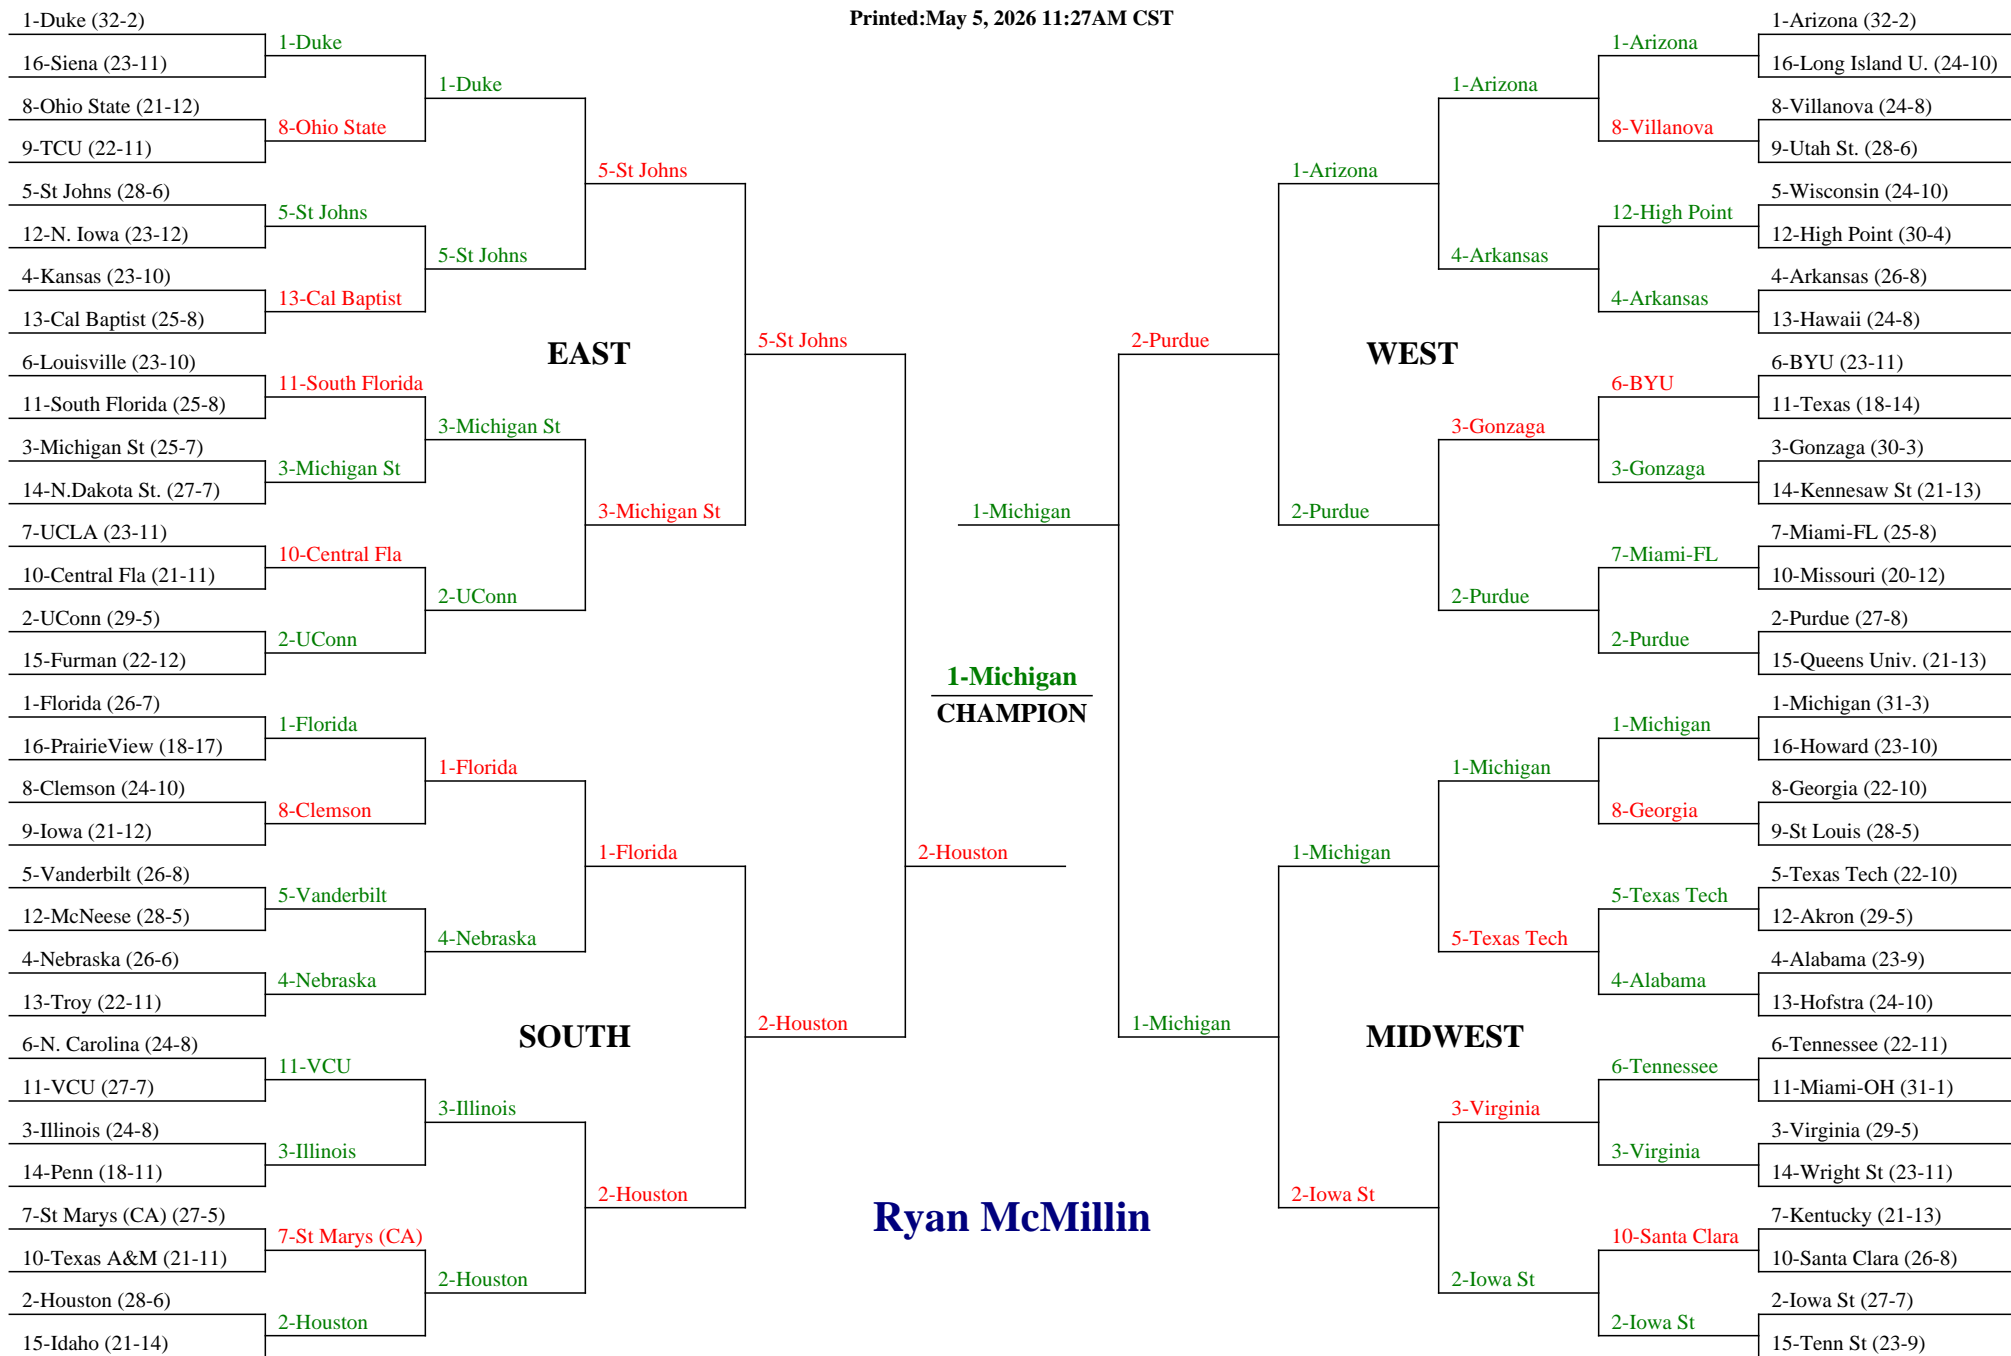 Printed:May 5, 2026 11:27AM CST
1-Duke (32-2)
16-Siena (23-11)
8-Ohio State (21-12)
9-TCU (22-11)
5-St Johns (28-6)
12-N. Iowa (23-12)
4-Kansas (23-10)
13-Cal Baptist (25-8)
6-Louisville (23-10)
11-South Florida (25-8)
3-Michigan St (25-7)
14-N.Dakota St. (27-7)
7-UCLA (23-11)
10-Central Fla (21-11)
2-UConn (29-5)
15-Furman (22-12)
1-Duke
8-Ohio State
5-St Johns
13-Cal Baptist
11-South Florida
3-Michigan St
10-Central Fla
2-UConn
1-Duke
5-St Johns
3-Michigan St
2-UConn
5-St Johns
3-Michigan St
5-St Johns
EAST
1-Florida (26-7)
16-PrairieView (18-17)
8-Clemson (24-10)
9-Iowa (21-12)
5-Vanderbilt (26-8)
12-McNeese (28-5)
4-Nebraska (26-6)
13-Troy (22-11)
6-N. Carolina (24-8)
11-VCU (27-7)
3-Illinois (24-8)
14-Penn (18-11)
7-St Marys (CA) (27-5)
10-Texas A&M (21-11)
2-Houston (28-6)
15-Idaho (21-14)
1-Florida
8-Clemson
5-Vanderbilt
4-Nebraska
11-VCU
3-Illinois
7-St Marys (CA)
2-Houston
1-Florida
4-Nebraska
3-Illinois
2-Houston
1-Florida
2-Houston
2-Houston
SOUTH
1-Michigan
1-Michigan
CHAMPION
2-Houston
Ryan McMillin
1-Arizona (32-2)
16-Long Island U. (24-10)
8-Villanova (24-8)
9-Utah St. (28-6)
5-Wisconsin (24-10)
12-High Point (30-4)
4-Arkansas (26-8)
13-Hawaii (24-8)
6-BYU (23-11)
11-Texas (18-14)
3-Gonzaga (30-3)
14-Kennesaw St (21-13)
7-Miami-FL (25-8)
10-Missouri (20-12)
2-Purdue (27-8)
15-Queens Univ. (21-13)
1-Arizona
8-Villanova
12-High Point
4-Arkansas
6-BYU
3-Gonzaga
7-Miami-FL
2-Purdue
1-Arizona
4-Arkansas
3-Gonzaga
2-Purdue
1-Arizona
2-Purdue
2-Purdue
WEST
1-Michigan (31-3)
16-Howard (23-10)
8-Georgia (22-10)
9-St Louis (28-5)
5-Texas Tech (22-10)
12-Akron (29-5)
4-Alabama (23-9)
13-Hofstra (24-10)
6-Tennessee (22-11)
11-Miami-OH (31-1)
3-Virginia (29-5)
14-Wright St (23-11)
7-Kentucky (21-13)
10-Santa Clara (26-8)
2-Iowa St (27-7)
15-Tenn St (23-9)
1-Michigan
8-Georgia
5-Texas Tech
4-Alabama
6-Tennessee
3-Virginia
10-Santa Clara
2-Iowa St
1-Michigan
5-Texas Tech
3-Virginia
2-Iowa St
1-Michigan
2-Iowa St
1-Michigan
MIDWEST